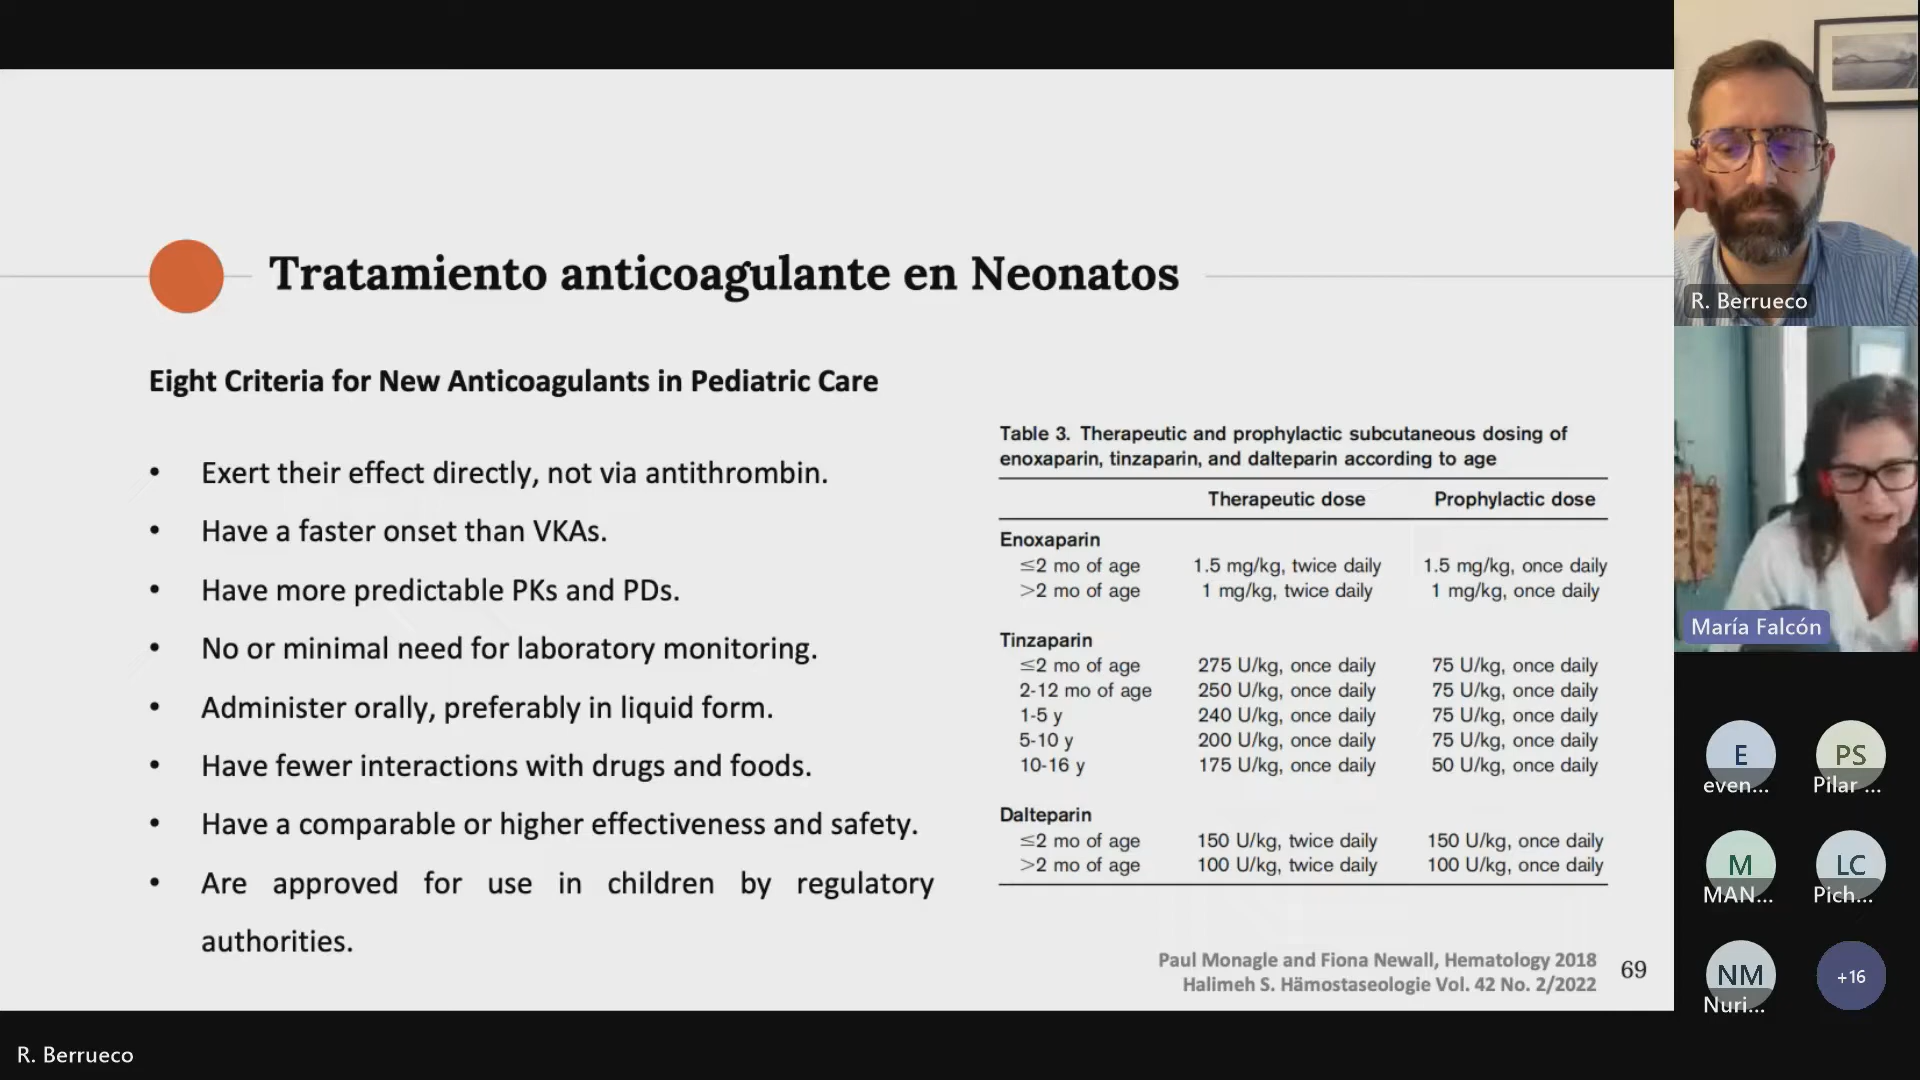 Tratamiento anticoagulante en Neonatos
Eight Criteria for New Anticoagulants in Pediatric Care
• Exert their effect directly, not via antithrombin.
• Have a faster onset than VKAs.
• Have more predictable PKs and PDs.
• No or minimal need for laboratory monitoring.
• Administer orally, preferably in liquid form.
• Have fewer interactions with drugs and foods.
• Have a comparable or higher effectiveness and safety.
• Are approved for use in children by regulatory
authorities.
Table 3. Therapeutic and prophylactic subcutaneous dosing of
enoxaparin, tinzaparin, and dalteparin according to age
Therapeutic dose Prophylactic dose
Enoxaparin
≤2 mo of age 1.5 mg/kg, twice daily 1.5 mg/kg, once daily
>2 mo of age 1 mg/kg, twice daily 1 mg/kg, once daily
Tinzaparin
≤2 mo of age 275 U/kg, once daily 75 U/kg, once daily
2-12 mo of age 250 U/kg, once daily 75 U/kg, once daily
1-5 y 240 U/kg, once daily 75 U/kg, once daily
5-10 y 200 U/kg, once daily 75 U/kg, once daily
10-16 y 175 U/kg, once daily 50 U/kg, once daily
Dalteparin
≤2 mo of age 150 U/kg, twice daily 150 U/kg, once daily
>2 mo of age 100 U/kg, twice daily 100 U/kg, once daily
Paul Monagle and Fiona Newall, Hematology 2018
Halimeh S. Hämostaseologie Vol. 42 No. 2/2022
69
R. Berrueco
María Falcón
E PS
even... Pilar ...
M LC
MAN... Pich...
NM +16
Nuri...
R. Berrueco